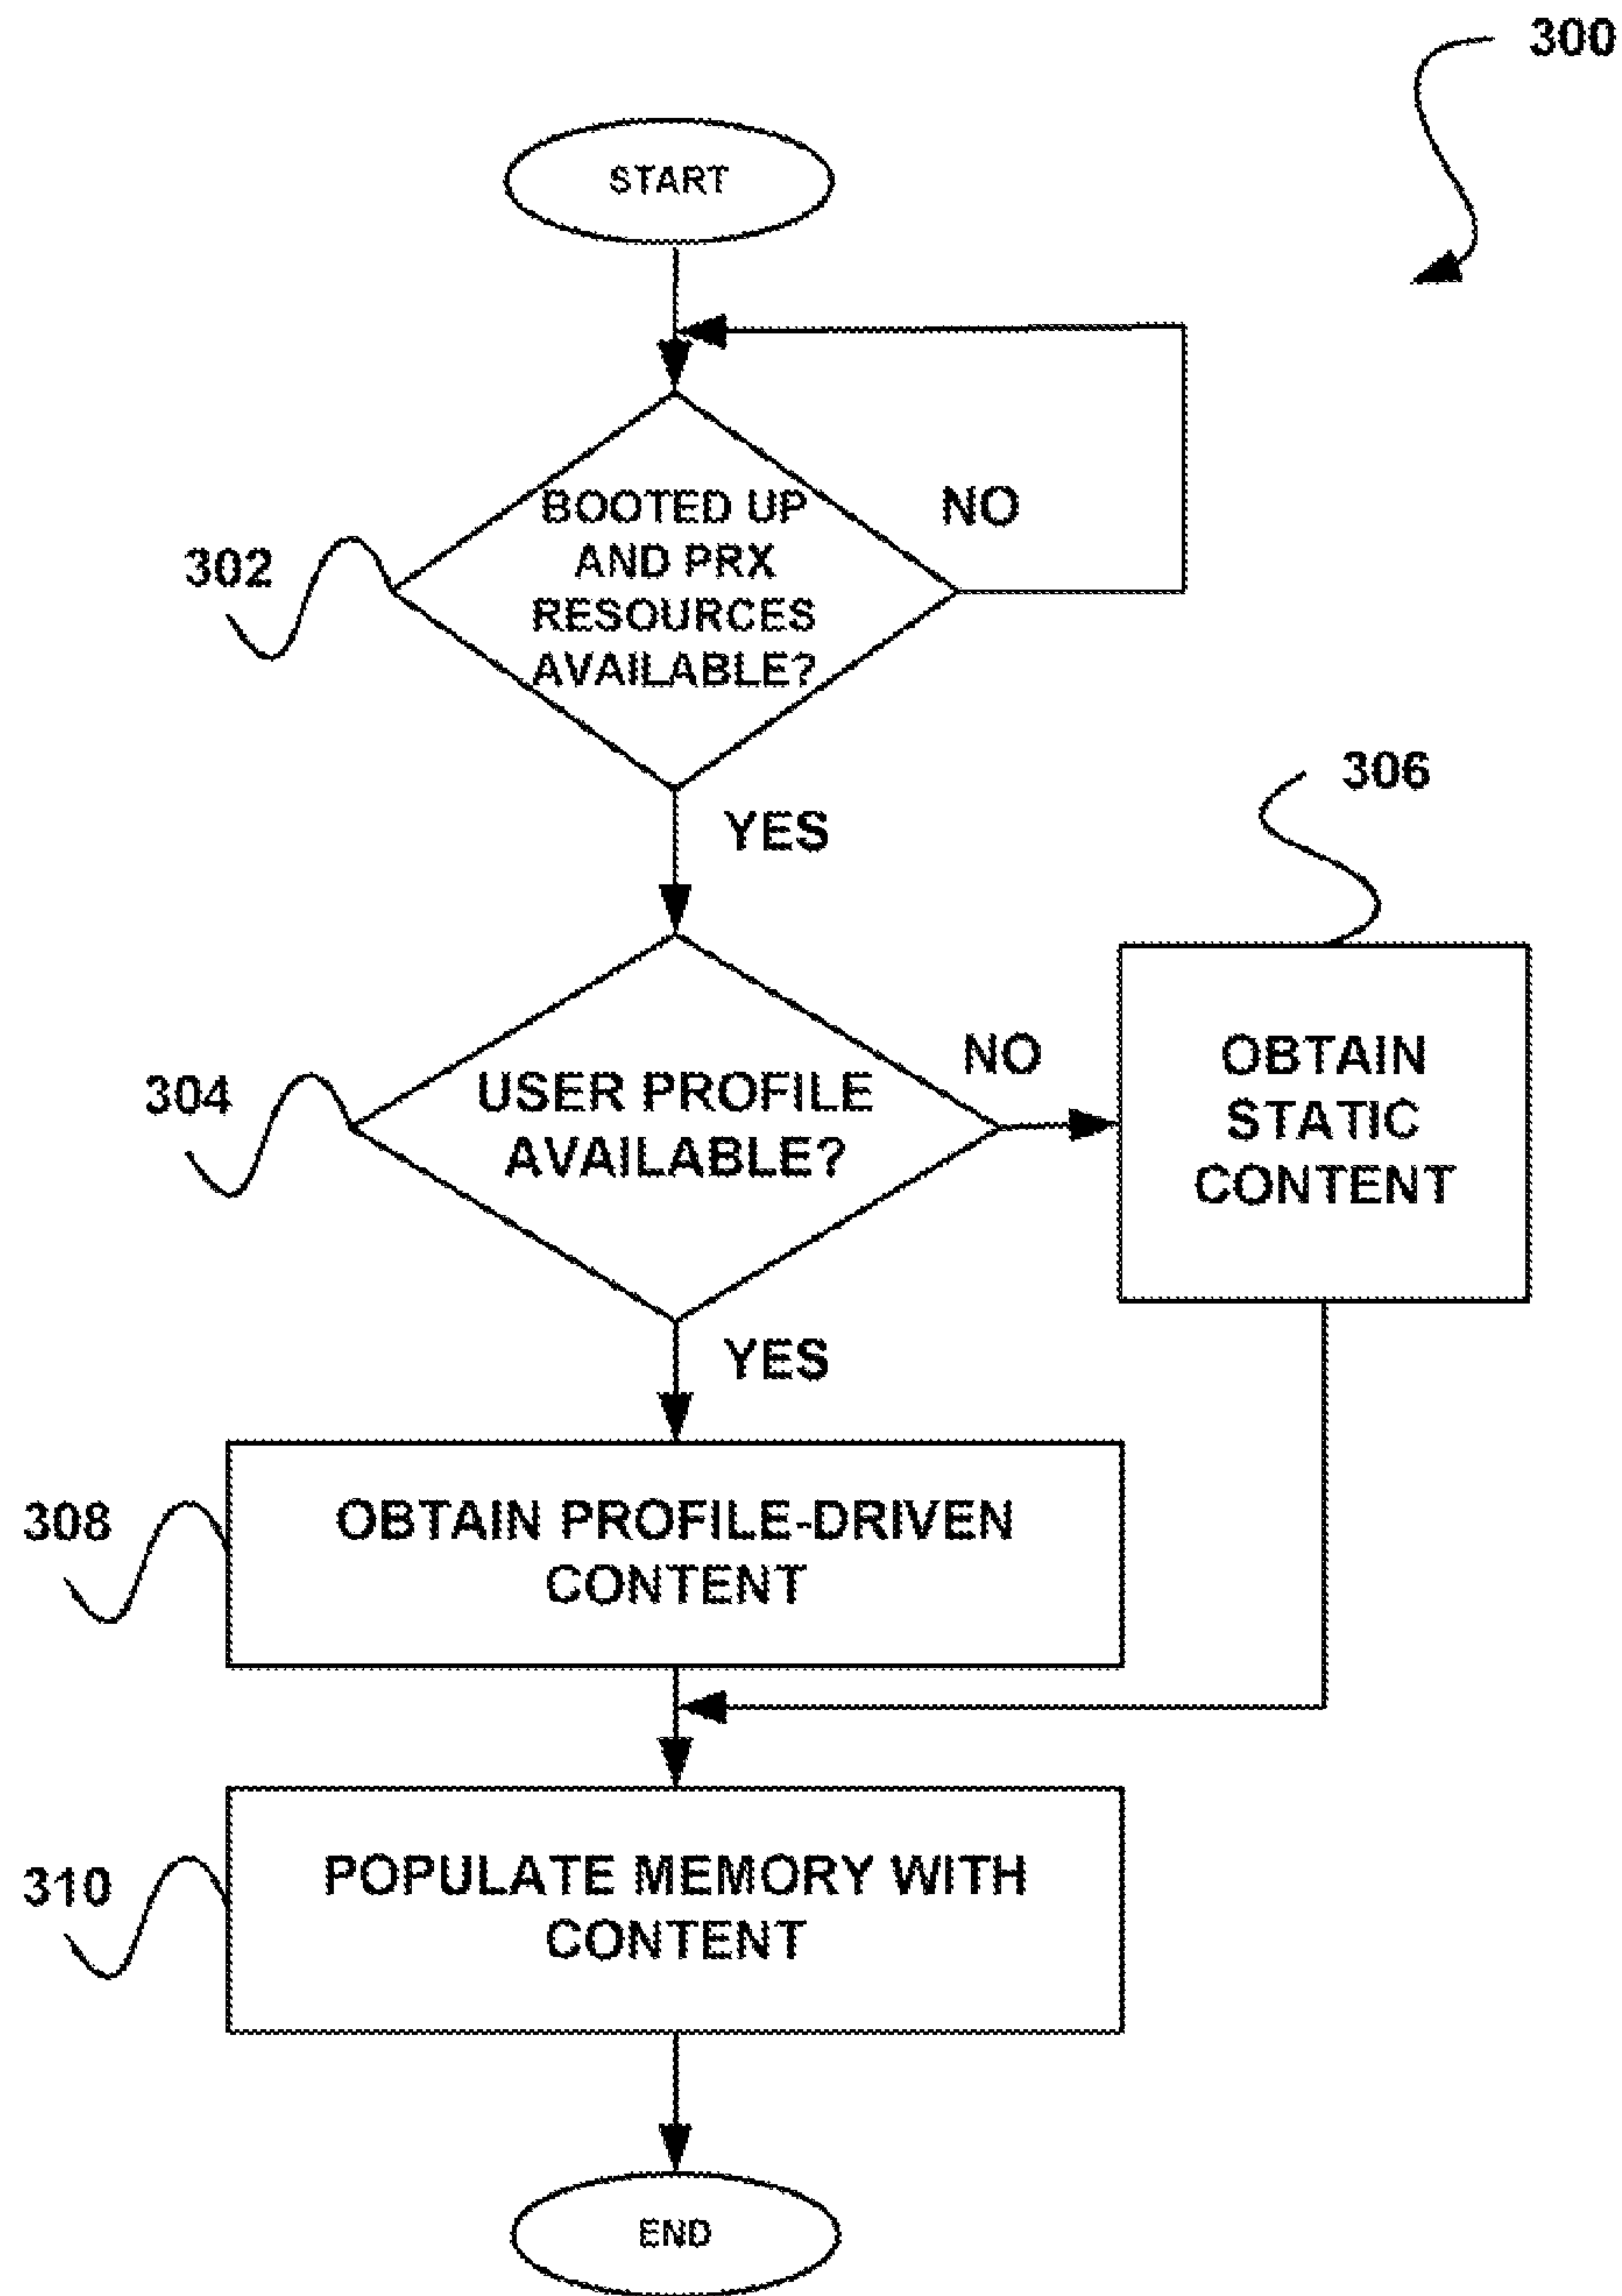 300
START
BOOTED UP
AND PRX
RESOURCES
AVAILABLE?
NO
302
YES
306
304
USER PROFILE
AVAILABLE?
NO
OBTAIN
STATIC
CONTENT
YES
308
OBTAIN PROFILE-DRIVEN
CONTENT
310
POPULATE MEMORY WITH
CONTENT
END